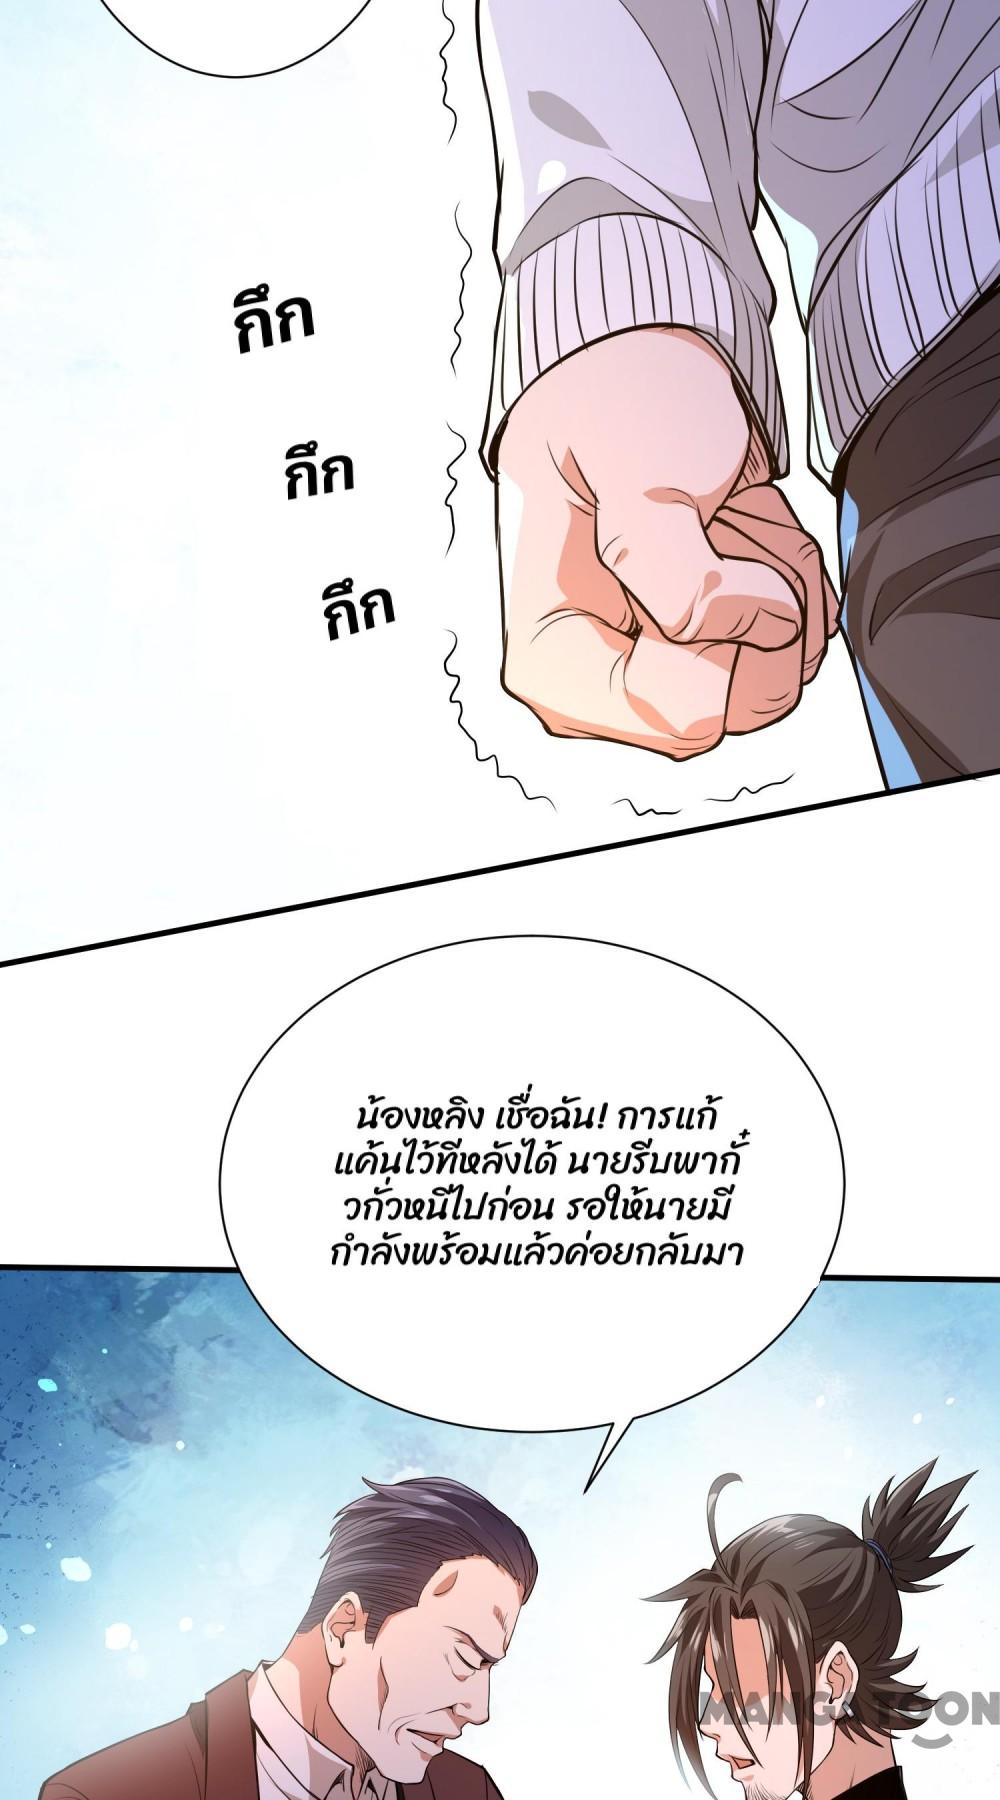 กึก
กึก
กึก
น้องหลิง เชื่อฉัน! การแก้
แค้นไว้ทีหลังได้ นายรีบพากั๋
วกั่วหนีไปก่อน รอให้นายมี
กำลังพร้อมแล้วค่อยกลับมา
MANGATOON